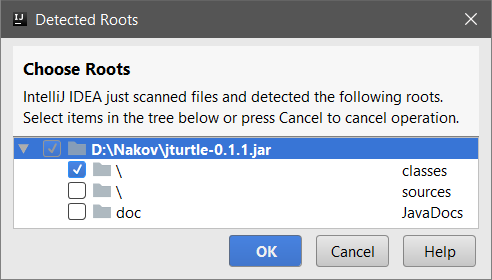 Detected Roots
Choose Roots
IntelliJ IDEA just scanned files and detected the following roots.
Select items in the tree below or press Cancel to cancel operation.
D:\Nakov\jturtle-0.1.1.jar
\ classes
\ sources
doc JavaDocs
OK Cancel Help